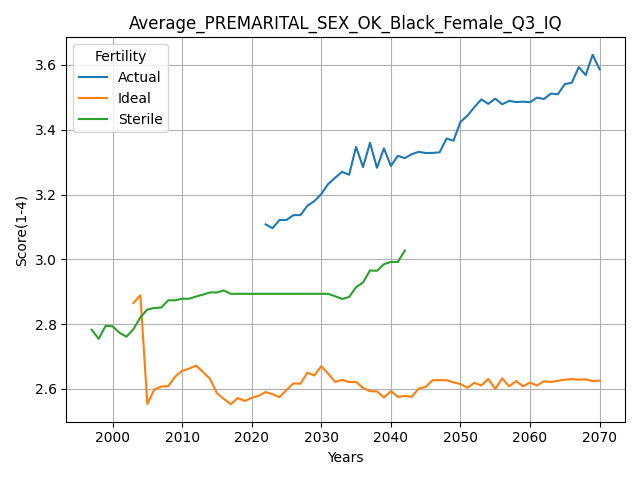 Average_PREMARITAL_SEX_OK_Black_Female_Q3_IQ
Fertility
Actual
Ideal
Sterile
Score(1-4)
3.6
3.4
3.2
3.0
2.8
2.6
2000 2010 2020 2030 2040 2050 2060 2070
Years